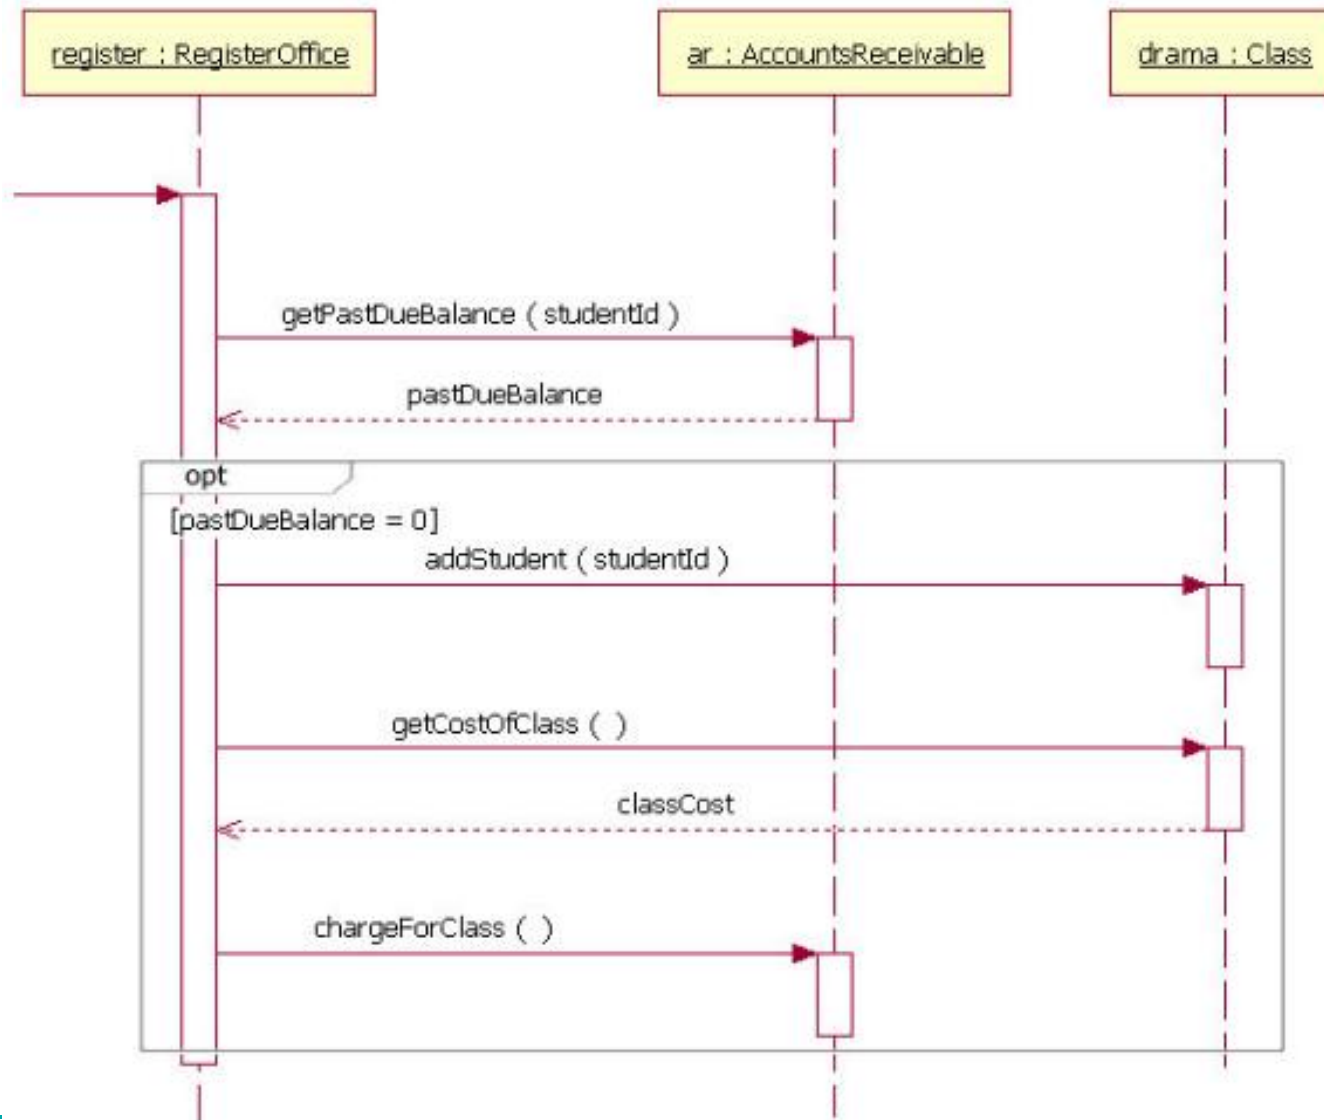 register : RegisterOffice
ar : AccountsReceivable
drama : Class
getPastDueBalance ( studentId )
pastDueBalance
opt
[pastDueBalance = 0]
addStudent ( studentId )
getCostOfClass ( )
classCost
chargeForClass ( )